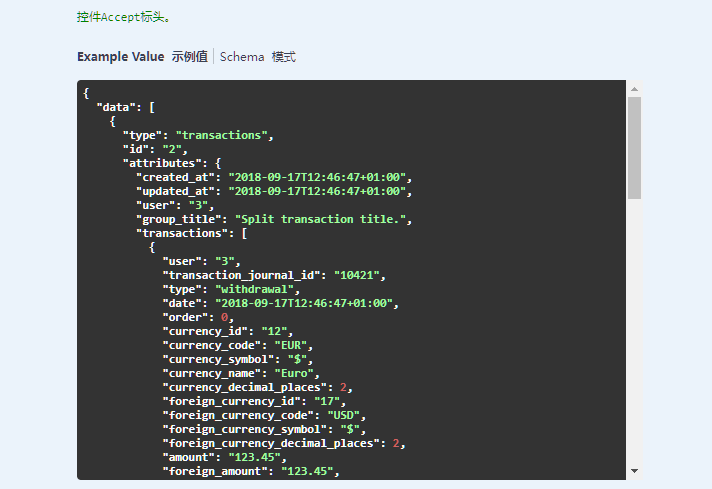 控件Accept标头。
Example Value 示例值 Schema 模式
{
"data": [
{
"type": "transactions",
"id": "2",
"attributes": {
"created_at": "2018-09-17T12:46:47+01:00",
"updated_at": "2018-09-17T12:46:47+01:00",
"user": "3",
"group_title": "Split transaction title.",
"transactions": [
{
"user": "3",
"transaction_journal_id": "10421",
"type": "withdrawal",
"date": "2018-09-17T12:46:47+01:00",
"order": 0,
"currency_id": "12",
"currency_code": "EUR",
"currency_symbol": "$",
"currency_name": "Euro",
"currency_decimal_places": 2,
"foreign_currency_id": "17",
"foreign_currency_code": "USD",
"foreign_currency_symbol": "$",
"foreign_currency_decimal_places": 2,
"amount": "123.45",
"foreign_amount": "123.45",